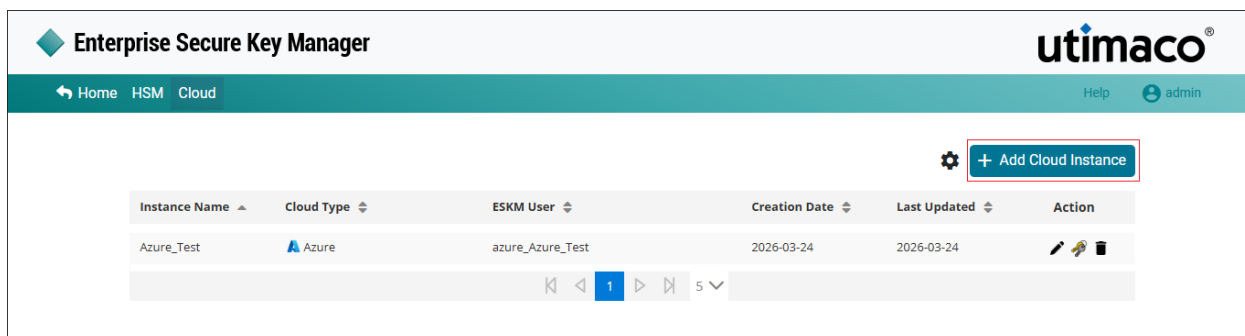 Enterprise Secure Key Manager
utimaco®
Home HSM Cloud Help admin
+ Add Cloud Instance
Instance Name Cloud Type ESKM User Creation Date Last Updated Action
Azure_Test Azure azure_Azure_Test 2026-03-24 2026-03-24
1 5